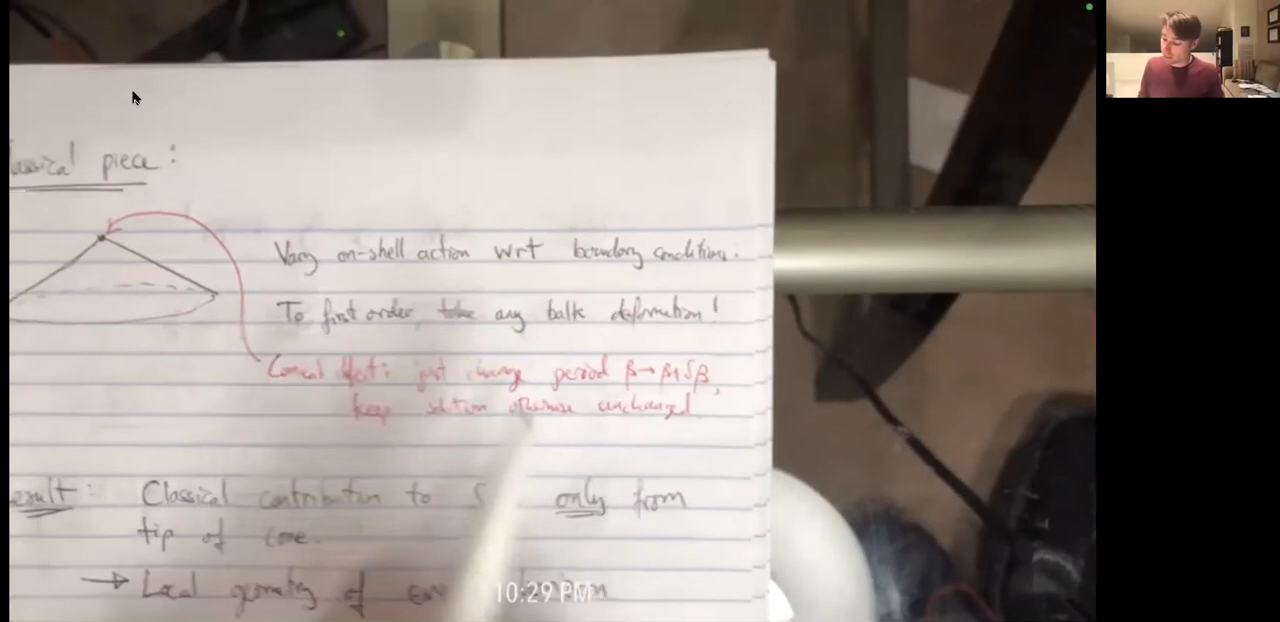 lassical piece:
Vary on-shell action wrt boundary conditions.
To first order, take any bulk deformation!
Conical defect: just change period β→β+δβ,
keep solution otherwise unchanged.
esult: Classical contribution to S only from
tip of cone.
→ Local geometry of
10:29 PM